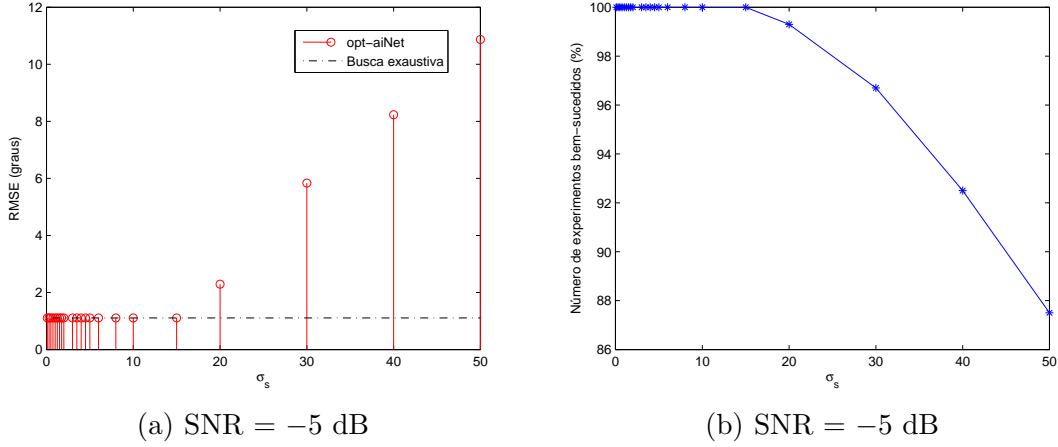 12
10
8
6
4
2
0
RMSE (graus)
opt−aiNet
Busca exaustiva
0 10 20 30 40 50
σs
(a) SNR = −5 dB
100
98
96
94
92
90
88
86
Número de experimentos bem−sucedidos (%)
0 10 20 30 40 50
σs
(b) SNR = −5 dB